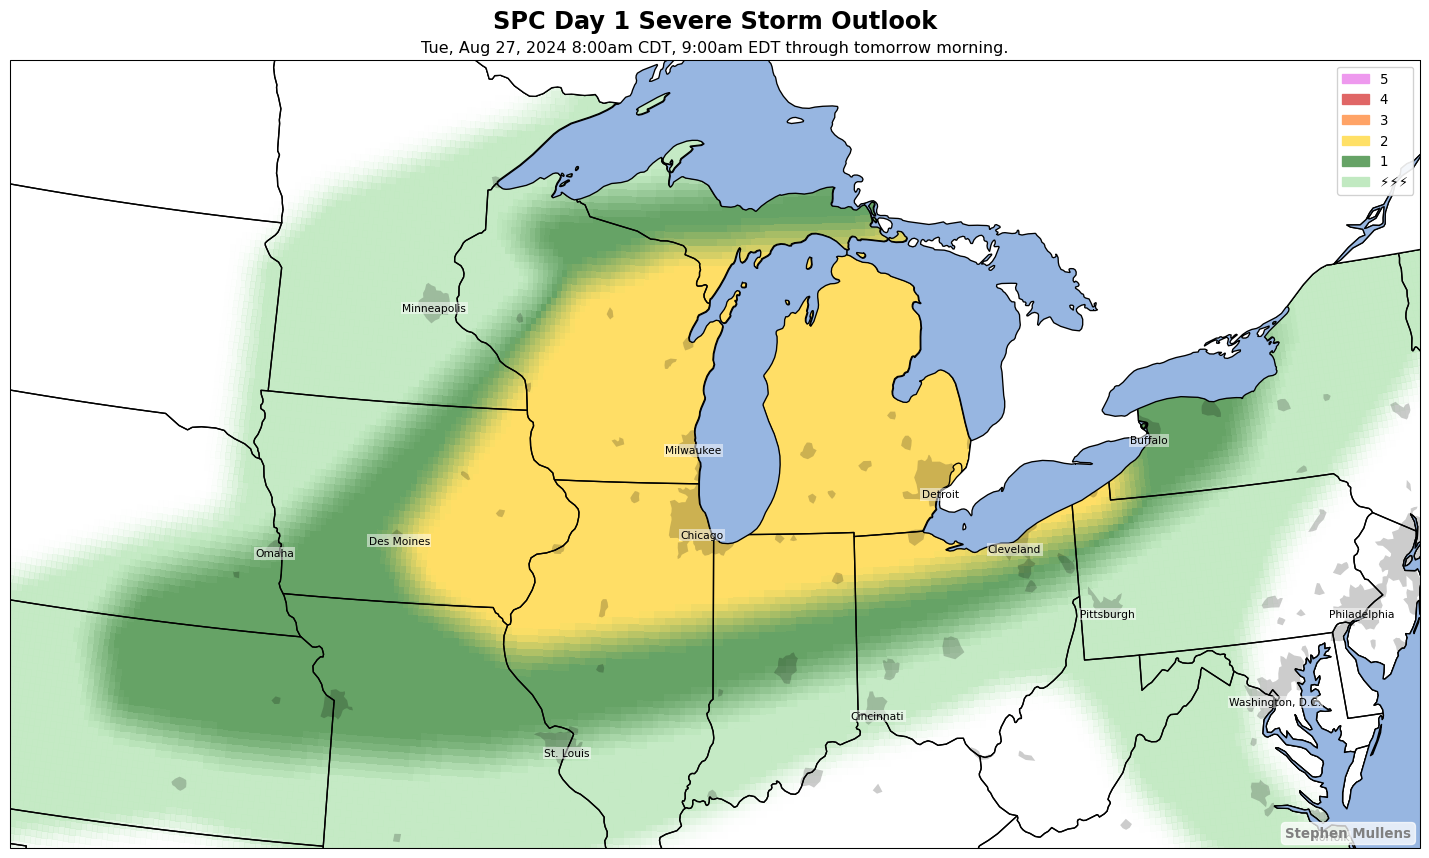 SPC Day 1 Severe Storm Outlook
Tue, Aug 27, 2024 8:00am CDT, 9:00am EDT through tomorrow morning.
5
4
3
2
1
⚡⚡⚡
Minneapolis
Milwaukee
Buffalo
Detroit
Chicago
Des Moines
Cleveland
Omaha
Pittsburgh
Philadelphia
Washington, D.C.
Cincinnati
St. Louis
Stephen Mullens